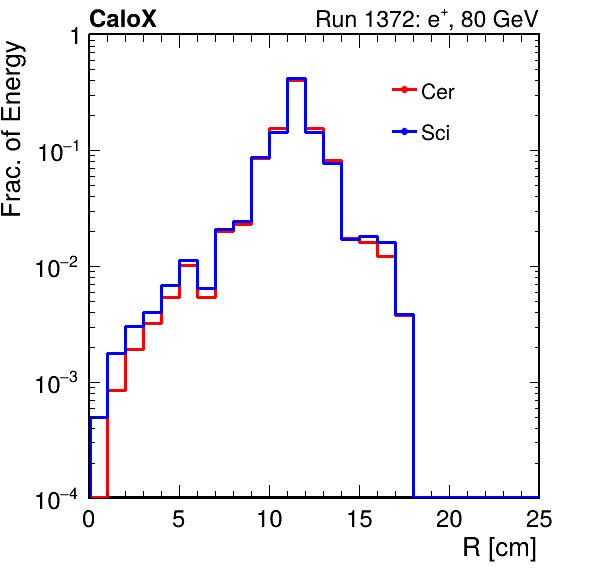 CaloX Run 1372: e⁺, 80 GeV
Frac. of Energy
1
10⁻¹
10⁻²
10⁻³
10⁻⁴
Cer
Sci
0 5 10 15 20 25
R [cm]